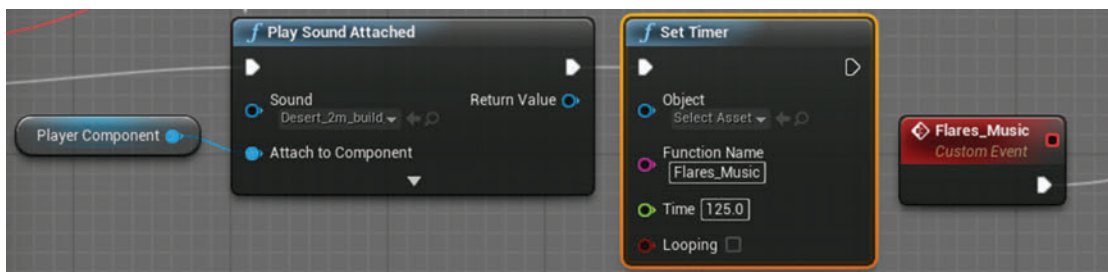 Player Component
f Play Sound Attached
Sound
Desert_2m_build
Return Value
Attach to Component
f Set Timer
Object
Select Asset
Function Name
Flares_Music
Time 125.0
Looping
Flares_Music
Custom Event